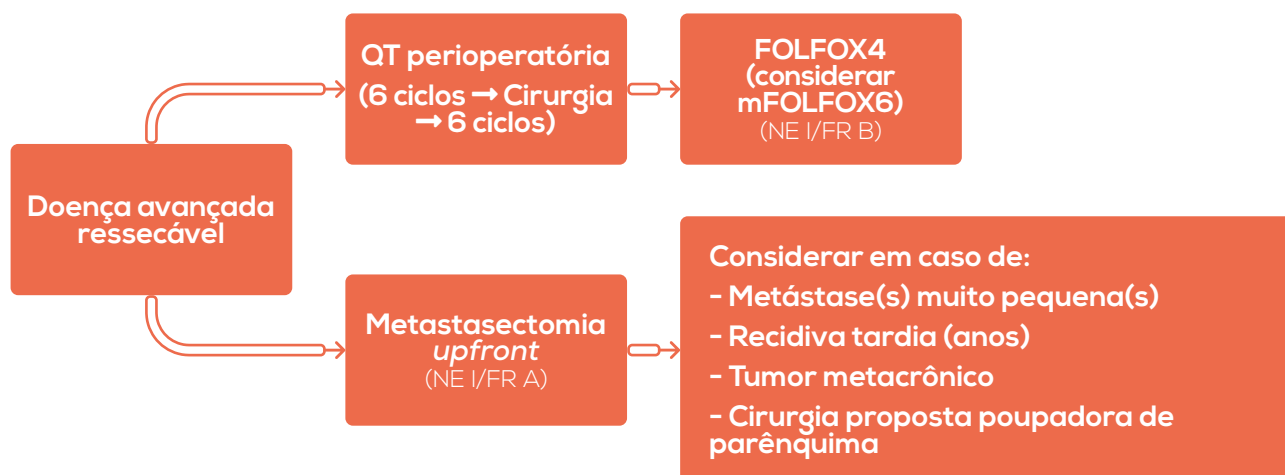 Doença avançada
ressecável
QT perioperatória
(6 ciclos → Cirurgia
→ 6 ciclos)
FOLFOX4
(considerar
mFOLFOX6)
(NE I/FR B)
Metastasectomia
upfront
(NE I/FR A)
Considerar em caso de:
- Metástase(s) muito pequena(s)
- Recidiva tardia (anos)
- Tumor metacrônico
- Cirurgia proposta poupadora de
parênquima